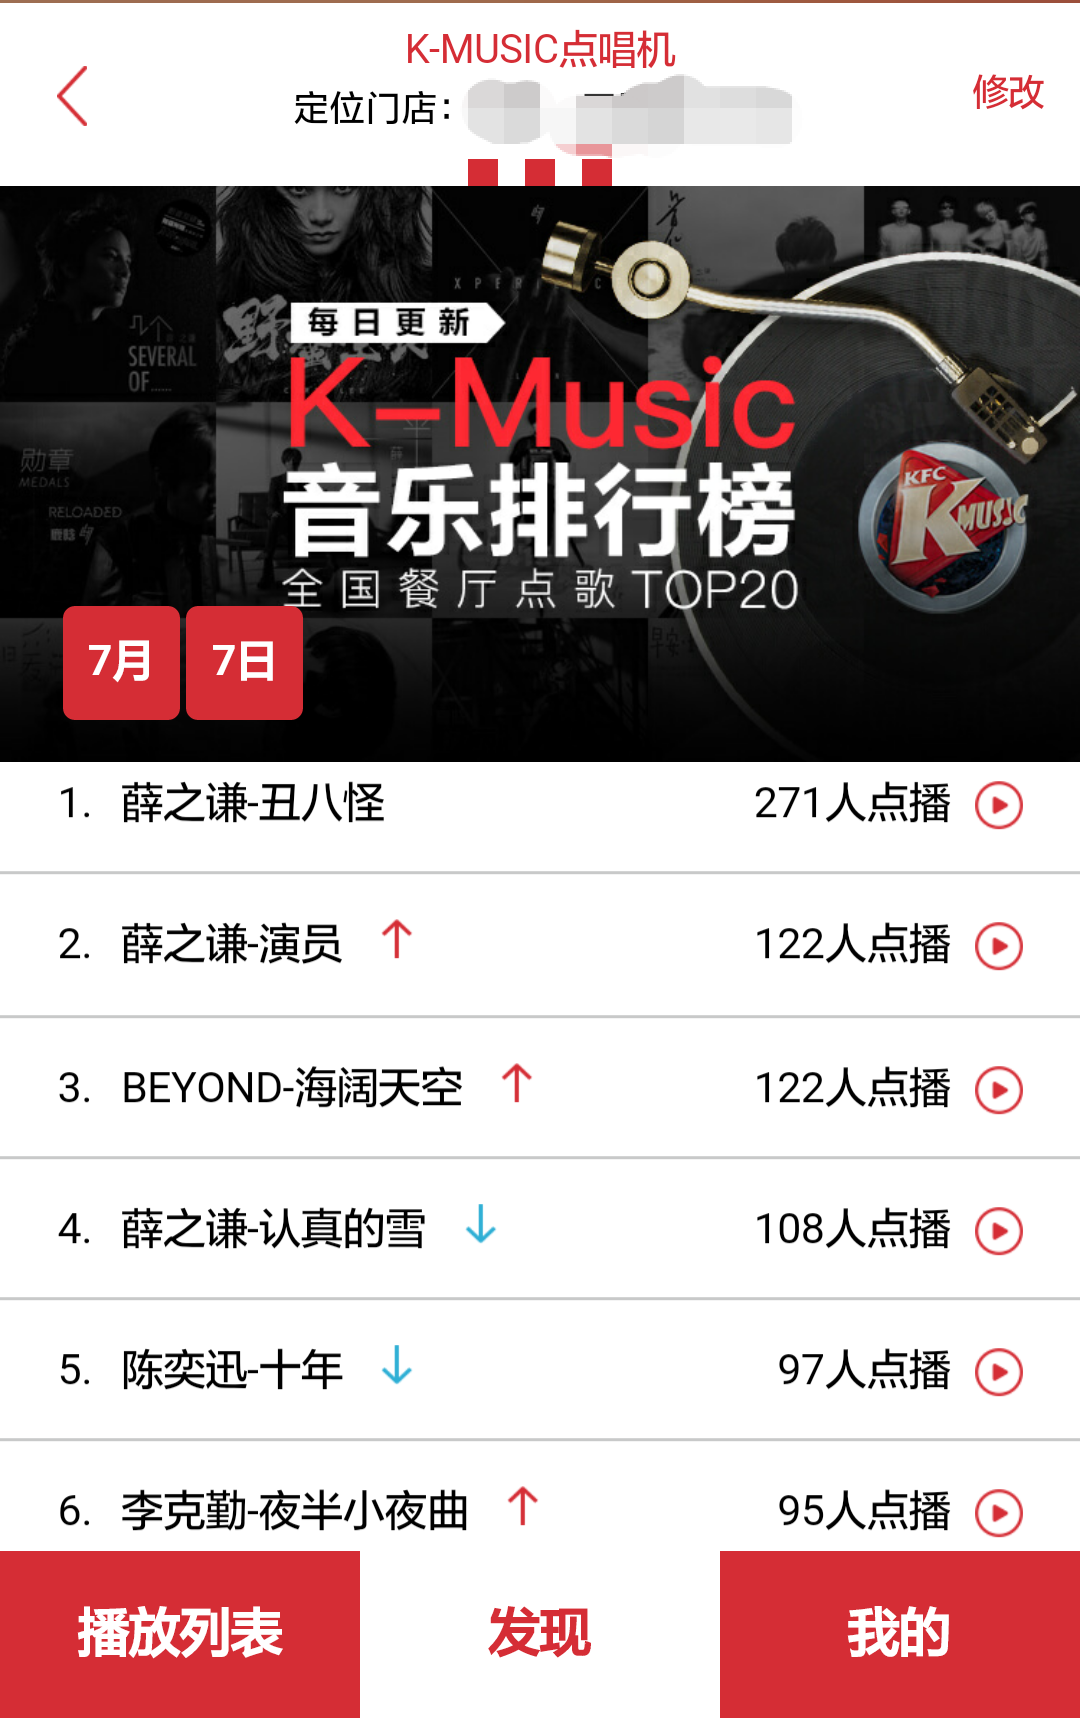 K-MUSIC点唱机
定位门店：
修改
SEVERAL
OF......
XPERI
勋章
MEDALS
RELOADED
每日更新
K-Music
音乐排行榜
全国餐厅点歌TOP20
KFC
K MUSIC
7月 7日
1. 薛之谦-丑八怪 271人点播
2. 薛之谦-演员 ↑ 122人点播
3. BEYOND-海阔天空 ↑ 122人点播
4. 薛之谦-认真的雪 ↓ 108人点播
5. 陈奕迅-十年 ↓ 97人点播
6. 李克勤-夜半小夜曲 ↑ 95人点播
播放列表 发现 我的